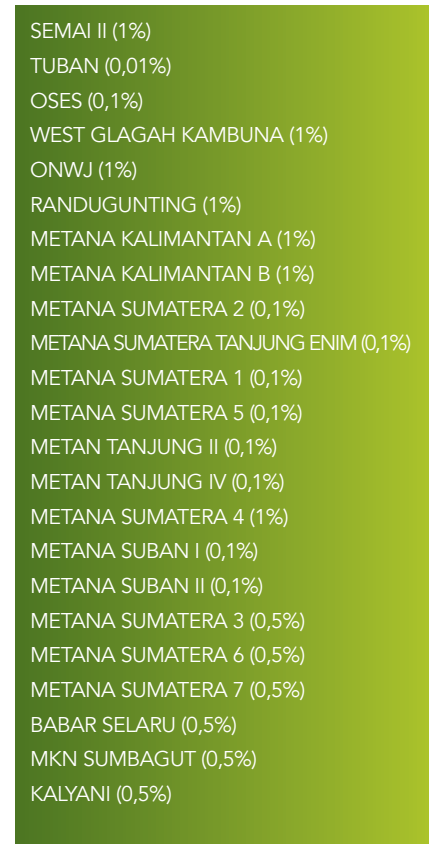 SEMAI II (1%)
TUBAN (0,01%)
OSES (0,1%)
WEST GLAGAH KAMBUNA (1%)
ONWJ (1%)
RANDUGUNTING (1%)
METANA KALIMANTAN A (1%)
METANA KALIMANTAN B (1%)
METANA SUMATERA 2 (0,1%)
METANA SUMATERA TANJUNG ENIM (0,1%)
METANA SUMATERA 1 (0,1%)
METANA SUMATERA 5 (0,1%)
METAN TANJUNG II (0,1%)
METAN TANJUNG IV (0,1%)
METANA SUMATERA 4 (1%)
METANA SUBAN I (0,1%)
METANA SUBAN II (0,1%)
METANA SUMATERA 3 (0,5%)
METANA SUMATERA 6 (0,5%)
METANA SUMATERA 7 (0,5%)
BABAR SELARU (0,5%)
MKN SUMBAGUT (0,5%)
KALYANI (0,5%)